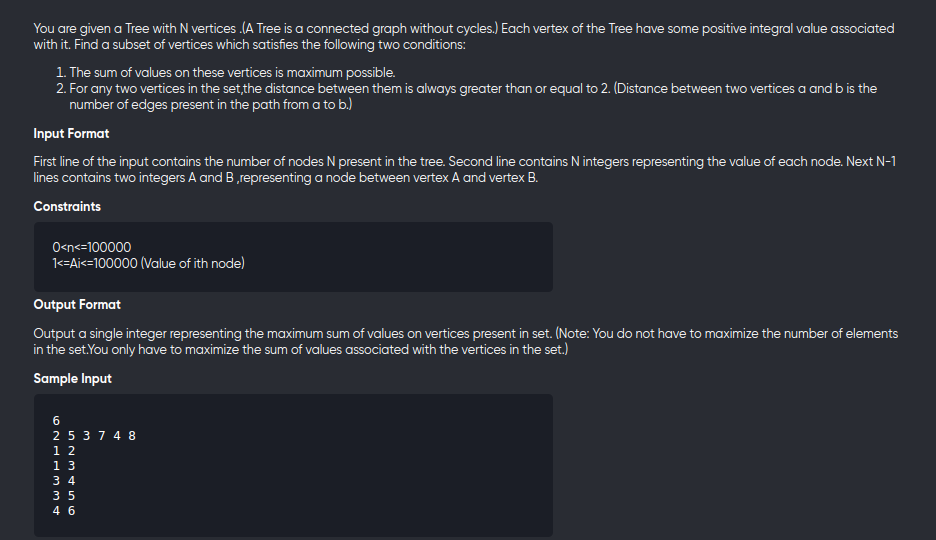 You are given a Tree with N vertices .(A Tree is a connected graph without cycles.) Each vertex of the Tree have some positive integral value associated
with it. Find a subset of vertices which satisfies the following two conditions:
1. The sum of values on these vertices is maximum possible.
2. For any two vertices in the set,the distance between them is always greater than or equal to 2. (Distance between two vertices a and b is the
number of edges present in the path from a to b.)
Input Format
First line of the input contains the number of nodes N present in the tree. Second line contains N integers representing the value of each node. Next N-1
lines contains two integers A and B ,representing a node between vertex A and vertex B.
Constraints
0<n<=100000
1<=Ai<=100000 (Value of ith node)
Output Format
Output a single integer representing the maximum sum of values on vertices present in set. (Note: You do not have to maximize the number of elements
in the set.You only have to maximize the sum of values associated with the vertices in the set.)
Sample Input
6
2 5 3 7 4 8
1 2
1 3
3 4
3 5
4 6